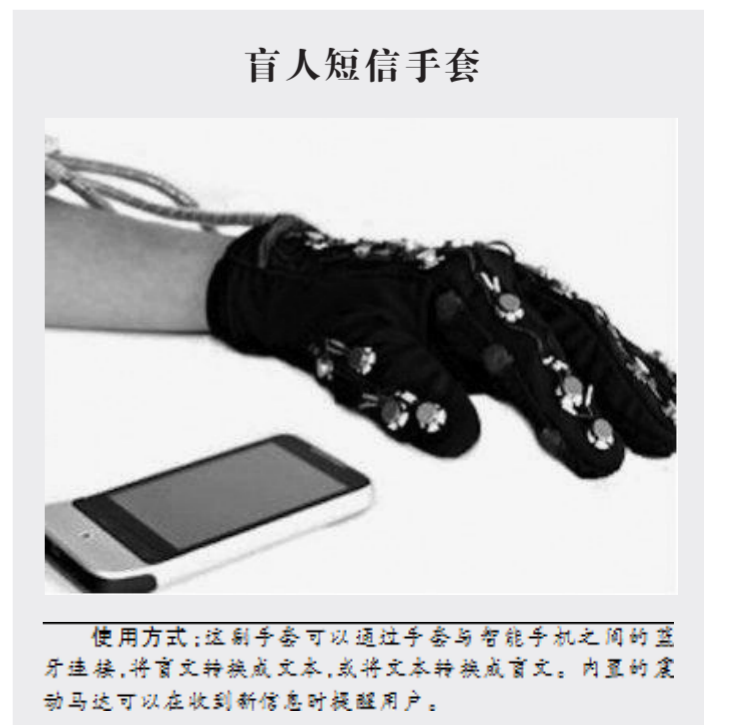 盲人短信手套
使用方式:这副手套可以通过手套与智能手机之间的蓝
牙连接,将盲文转换成文本,或将文本转换成盲文。内置的震
动马达可以在收到新信息时提醒用户。